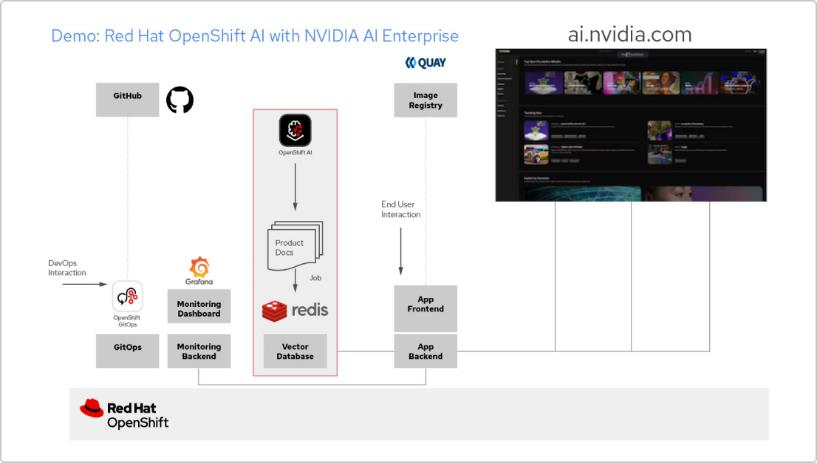 Demo: Red Hat OpenShift AI with NVIDIA AI Enterprise
ai.nvidia.com
QUAY
GitHub
Image
Registry
OpenShift AI
End User
Interaction
Product
Docs
DevOps
Interaction
Grafana
Job
redis
OpenShift
GitOps
Monitoring
Dashboard
App
Frontend
GitOps
Monitoring
Backend
Vector
Database
App
Backend
Red Hat
OpenShift